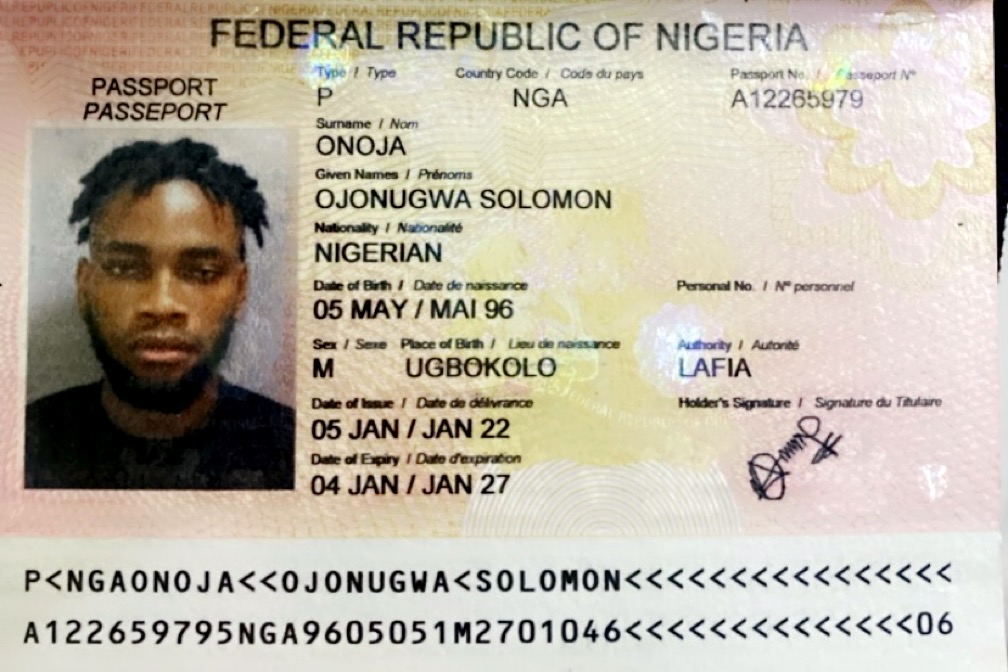 FEDERAL REPUBLIC OF NIGERIA
PASSPORT
PASSEPORT
Type / Type Country Code / Code du pays Passport No. / Passeport N°
P NGA A12265979
Surname / Nom
ONOJA
Given Names / Prénoms
OJONUGWA SOLOMON
Nationality / Nationalité
NIGERIAN
Date of Birth / Date de naissance Personal No. / N° personnel
05 MAY / MAI 96
Sex / Sexe Place of Birth / Lieu de naissance Authority / Autorité
M UGBOKOLO LAFIA
Date of Issue / Date de délivrance Holder's Signature / Signature du Titulaire
05 JAN / JAN 22
Date of Expiry / Date d'expiration
04 JAN / JAN 27
P<NGAONOJA<<OJONUGWA<SOLOMON<<<<<<<<<<<<<<<<
A122659795NGA9605051M2701046<<<<<<<<<<<<<<06